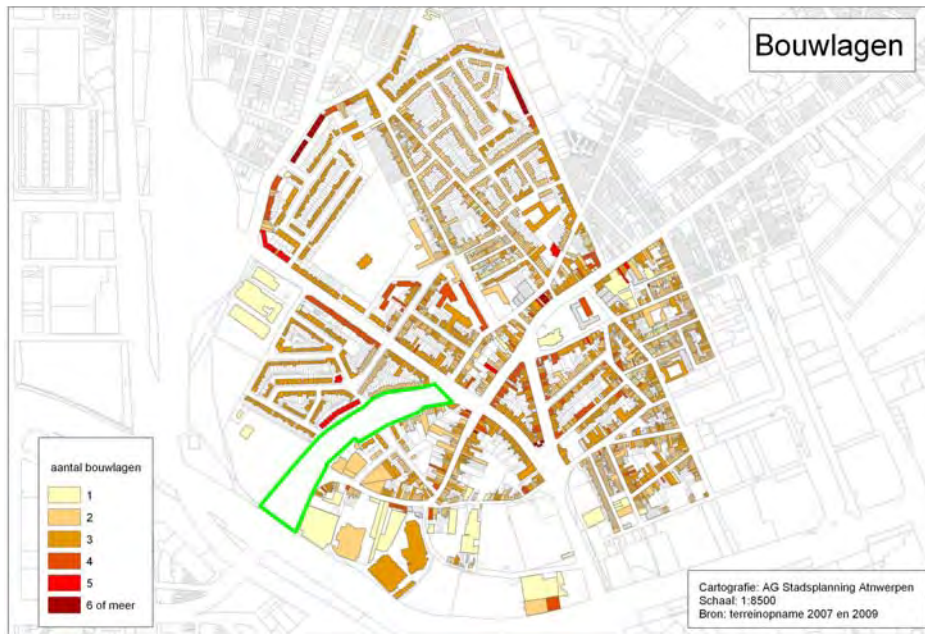 Bouwlagen
aantal bouwlagen
1
2
3
4
5
6 of meer
Cartografie: AG Stadsplanning Atnwerpen
Schaal: 1:8500
Bron: terreinopname 2007 en 2009